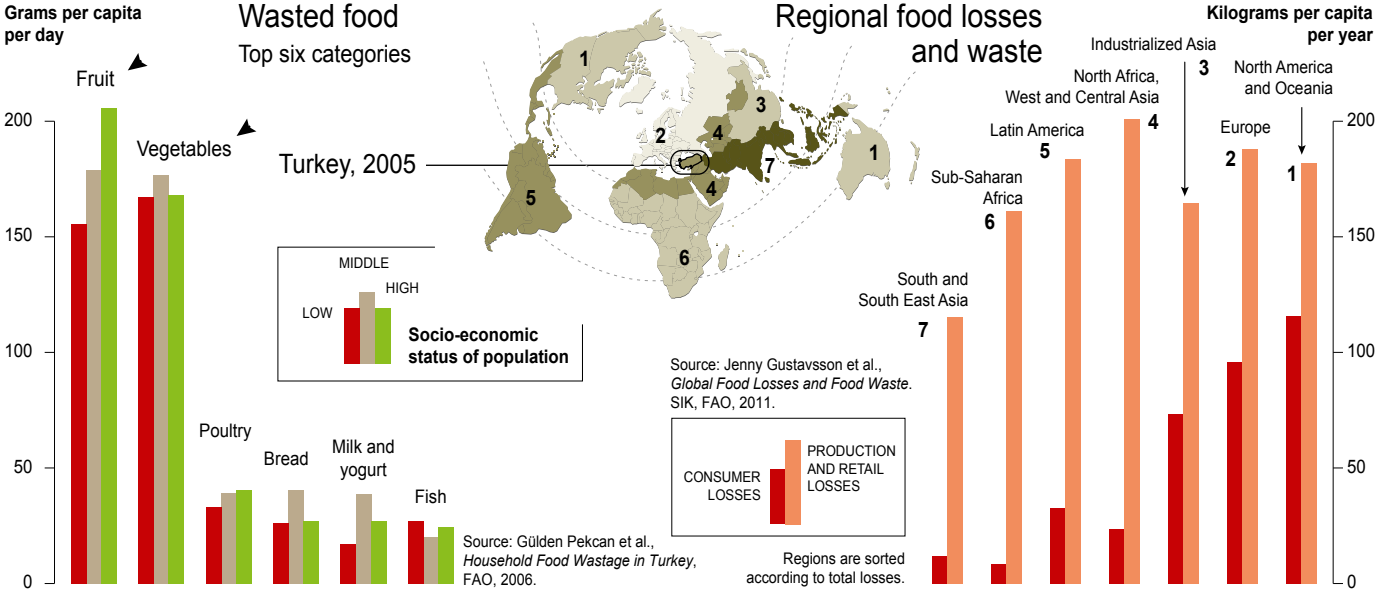 Grams per capita
per day
Wasted food
Top six categories
Fruit
Vegetables
Turkey, 2005
200
150
100
50
0
MIDDLE
HIGH
LOW
Socio-economic
status of population
Poultry
Bread
Milk and
yogurt
Fish
Source: Gülden Pekcan et al.,
Household Food Wastage in Turkey,
FAO, 2006.
1
2
3
4
4
5
6
7
1
Regional food losses
and waste
Kilograms per capita
per year
Industrialized Asia
3
North America
and Oceania
1
North Africa,
West and Central Asia
4
Europe
2
Latin America
5
Sub-Saharan
Africa
6
South and
South East Asia
7
200
150
100
50
0
Source: Jenny Gustavsson et al.,
Global Food Losses and Food Waste.
SIK, FAO, 2011.
CONSUMER
LOSSES
PRODUCTION
AND RETAIL
LOSSES
Regions are sorted
according to total losses.